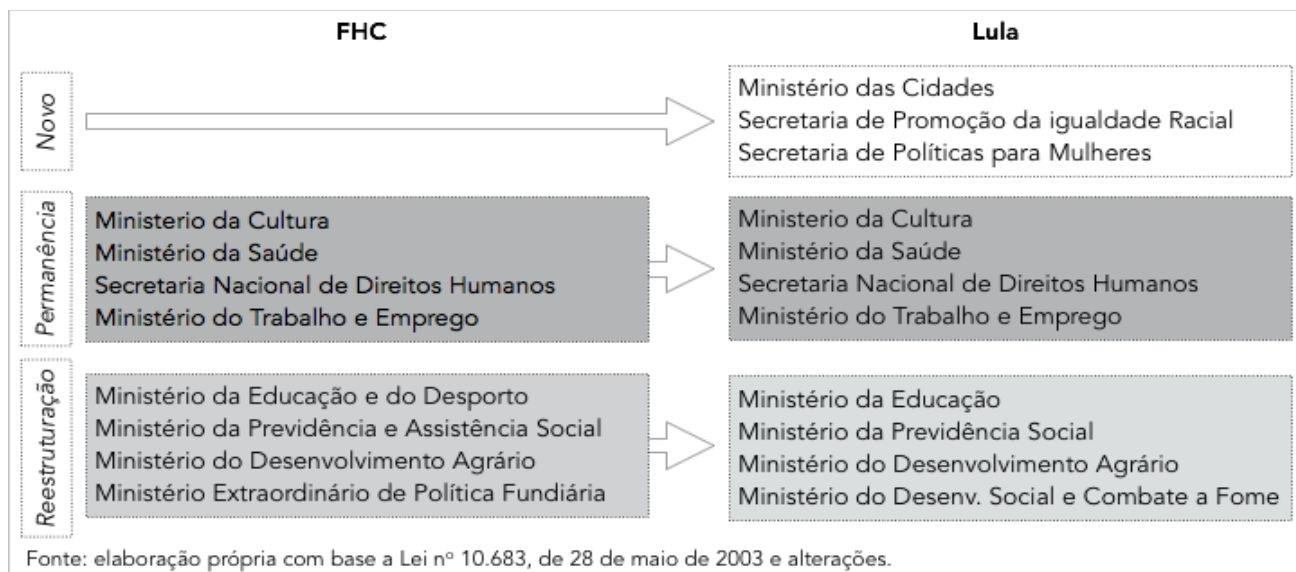 FHC
Lula
Novo
Ministério das Cidades
Secretaria de Promoção da igualdade Racial
Secretaria de Políticas para Mulheres
Permanência
Ministerio da Cultura
Ministério da Saúde
Secretaria Nacional de Direitos Humanos
Ministério do Trabalho e Emprego
Ministerio da Cultura
Ministério da Saúde
Secretaria Nacional de Direitos Humanos
Ministério do Trabalho e Emprego
Reestruturação
Ministério da Educação e do Desporto
Ministério da Previdência e Assistência Social
Ministério do Desenvolvimento Agrário
Ministério Extraordinário de Política Fundiária
Ministério da Educação
Ministério da Previdência Social
Ministério do Desenvolvimento Agrário
Ministério do Desenv. Social e Combate a Fome
Fonte: elaboração própria com base a Lei nº 10.683, de 28 de maio de 2003 e alterações.